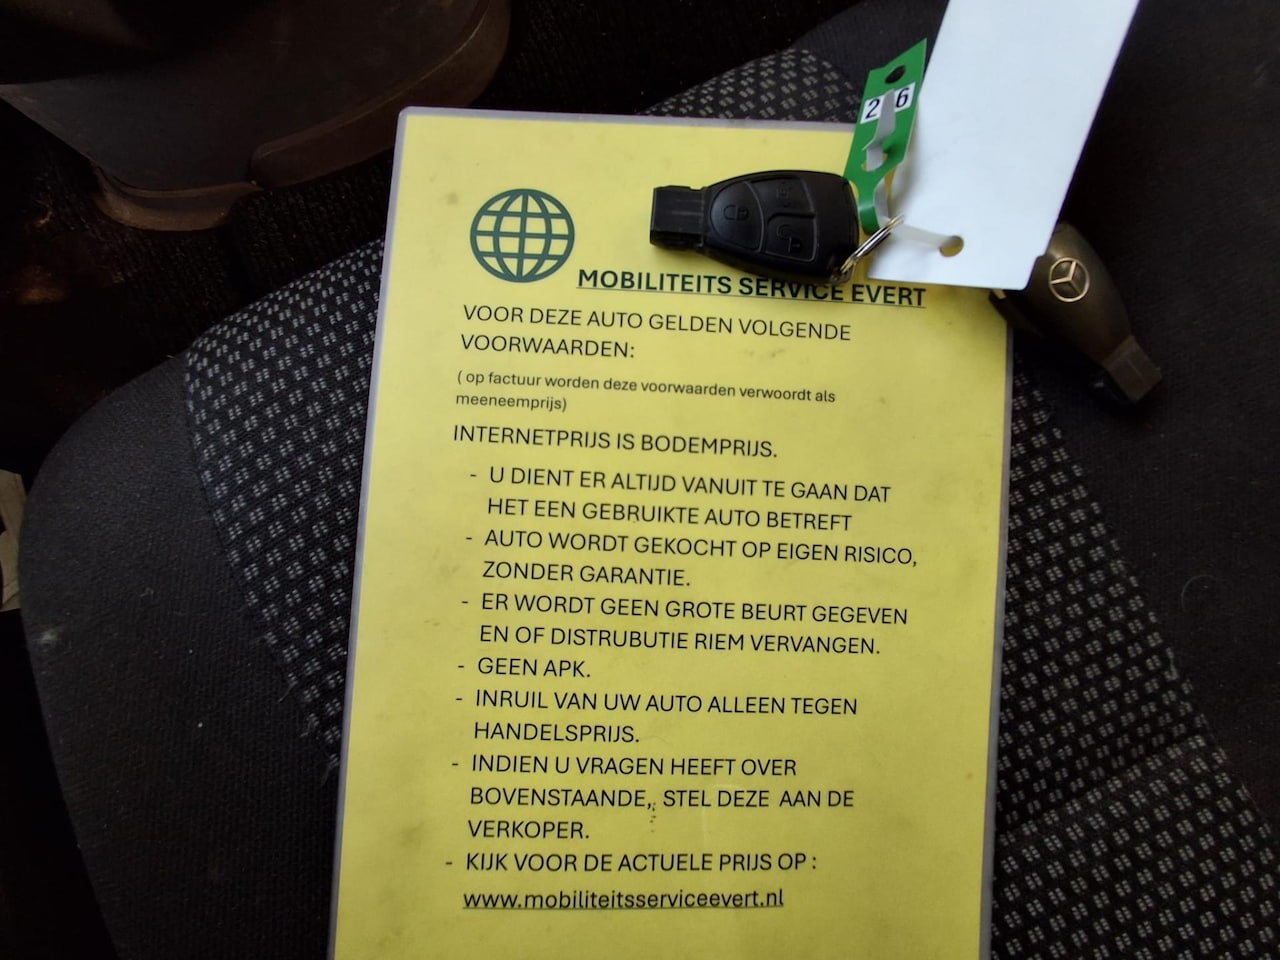 26
MOBILITEITS SERVICE EVERT
VOOR DEZE AUTO GELDEN VOLGENDE
VOORWAARDEN:
( op factuur worden deze voorwaarden verwoordt als
meeneemprijs)
INTERNETPRIJS IS BODEMPRIJS.
- U DIENT ER ALTIJD VANUIT TE GAAN DAT
HET EEN GEBRUIKTE AUTO BETREFT
- AUTO WORDT GEKOCHT OP EIGEN RISICO,
ZONDER GARANTIE.
- ER WORDT GEEN GROTE BEURT GEGEVEN
EN OF DISTRUBUTIE RIEM VERVANGEN.
- GEEN APK.
- INRUIL VAN UW AUTO ALLEEN TEGEN
HANDELSPRIJS.
- INDIEN U VRAGEN HEEFT OVER
BOVENSTAANDE, STEL DEZE AAN DE
VERKOPER.
- KIJK VOOR DE ACTUELE PRIJS OP :
www.mobiliteitsserviceevert.nl